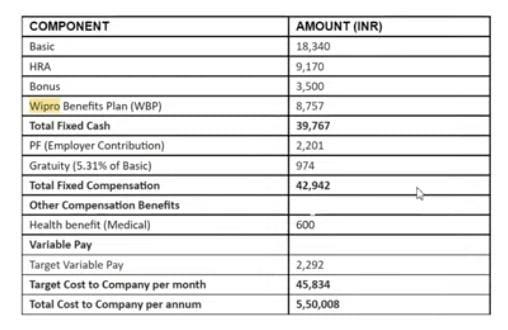 COMPONENT AMOUNT (INR)
Basic 18,340
HRA 9,170
Bonus 3,500
Wipro Benefits Plan (WBP) 8,757
Total Fixed Cash 39,767
PF (Employer Contribution) 2,201
Gratuity (5.31% of Basic) 974
Total Fixed Compensation 42,942
Other Compensation Benefits
Health benefit (Medical) 600
Variable Pay
Target Variable Pay 2,292
Target Cost to Company per month 45,834
Total Cost to Company per annum 5,50,008